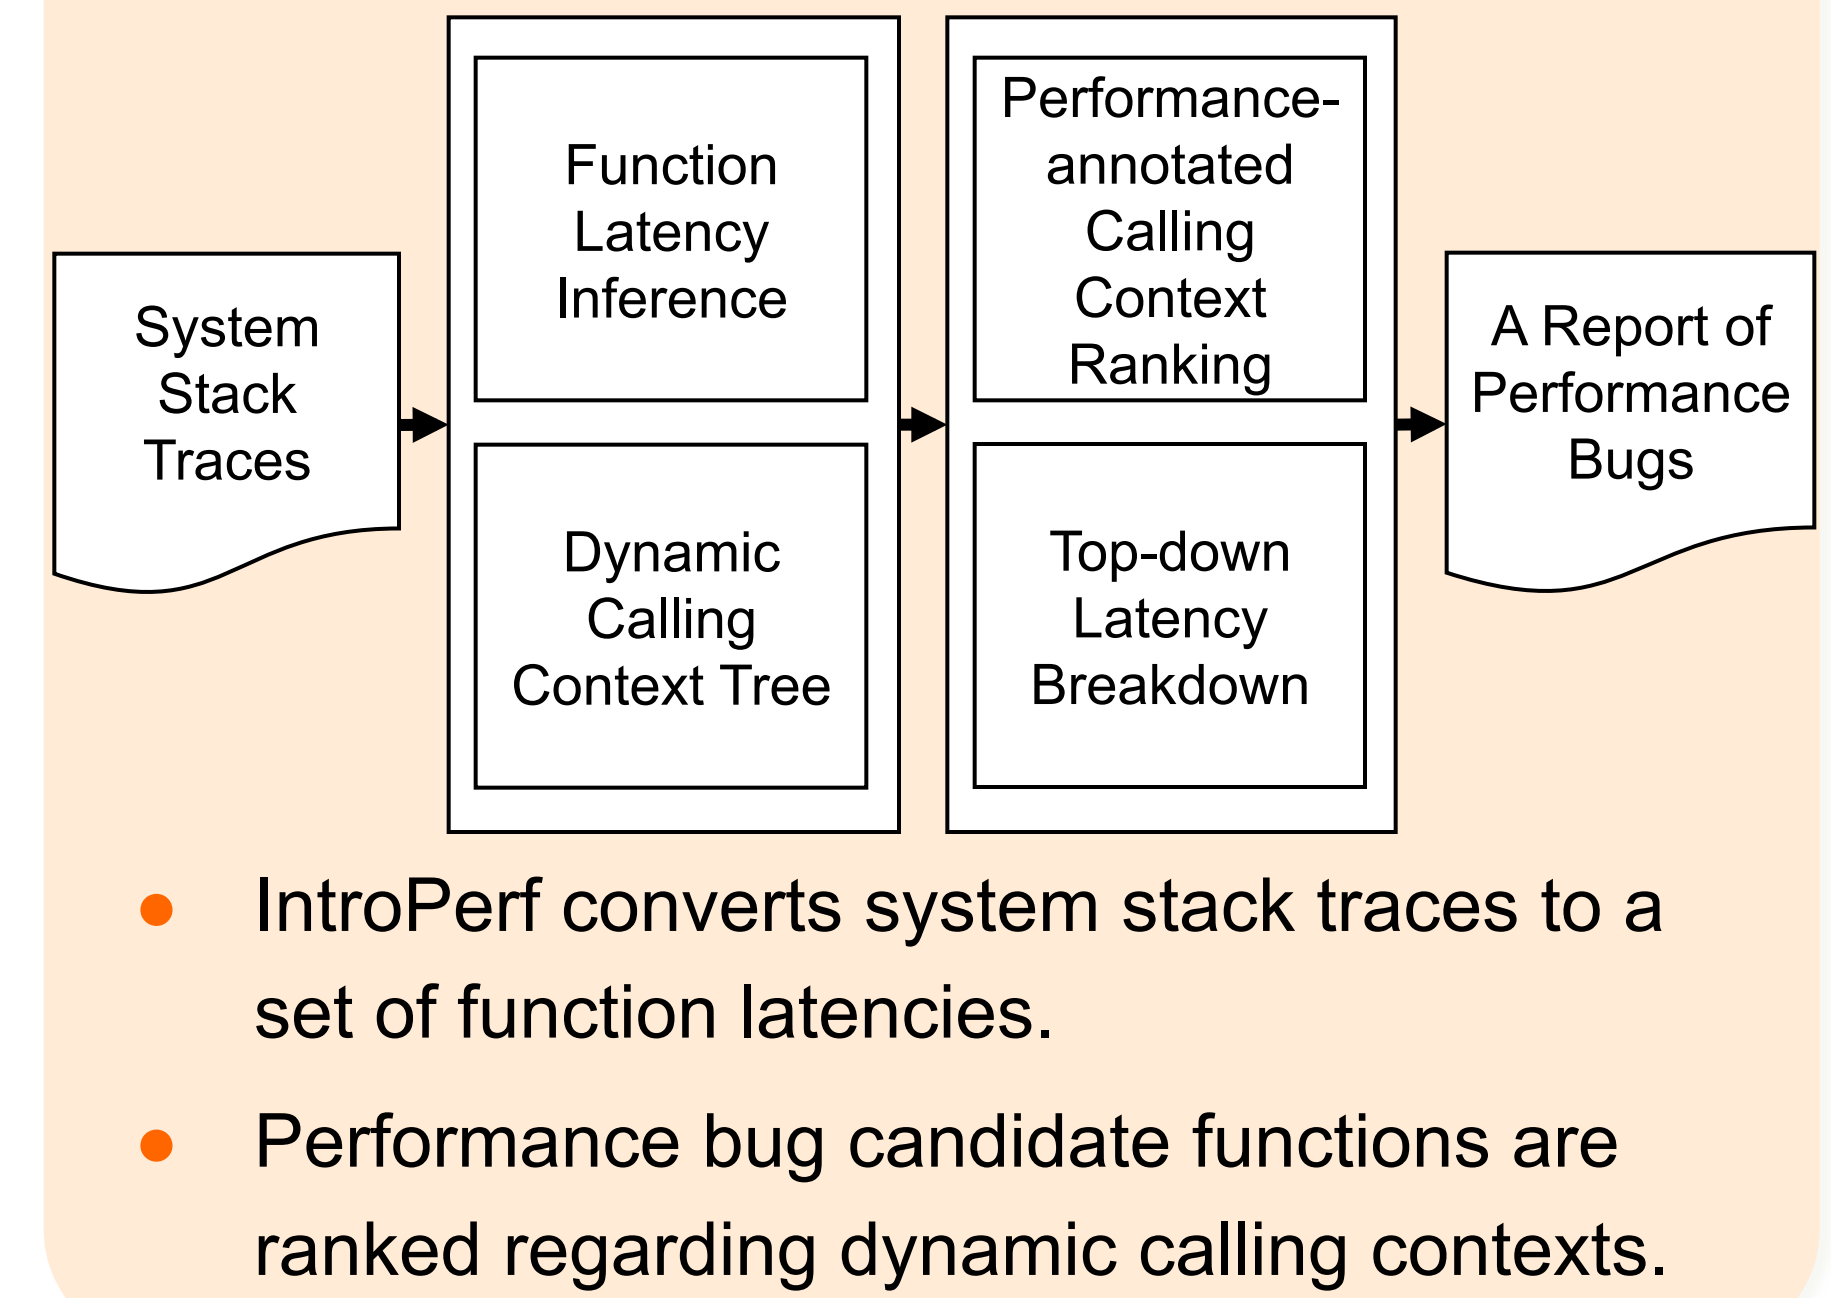 System
Stack
Traces
Function
Latency
Inference
Dynamic
Calling
Context Tree
Performance-
annotated
Calling
Context
Ranking
Top-down
Latency
Breakdown
A Report of
Performance
Bugs
● IntroPerf converts system stack traces to a
set of function latencies.
● Performance bug candidate functions are
ranked regarding dynamic calling contexts.